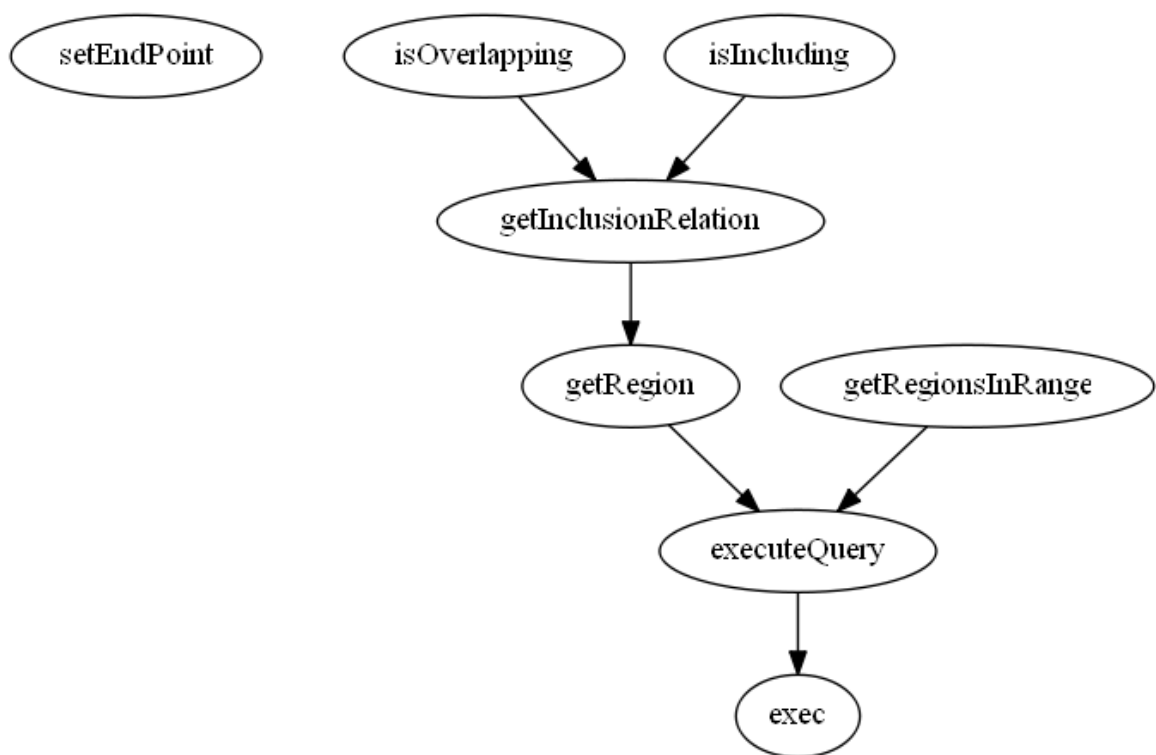 setEndPoint
isOverlapping
isIncluding
getInclusionRelation
getRegion
getRegionsInRange
executeQuery
exec